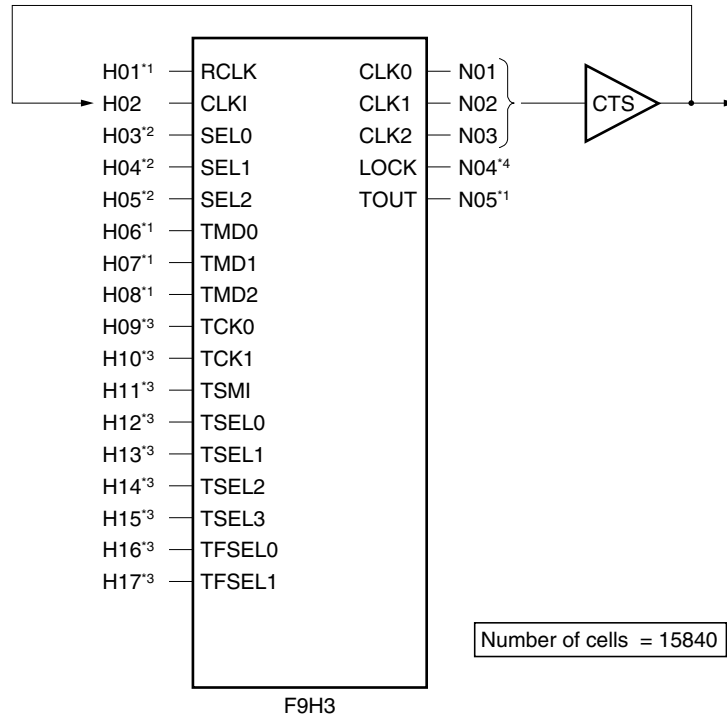 H01*1 RCLK CLK0 N01
H02 CLKI CLK1 N02 CTS
H03*2 SEL0 CLK2 N03
H04*2 SEL1 LOCK N04*4
H05*2 SEL2 TOUT N05*1
H06*1 TMD0
H07*1 TMD1
H08*1 TMD2
H09*3 TCK0
H10*3 TCK1
H11*3 TSMI
H12*3 TSEL0
H13*3 TSEL1
H14*3 TSEL2
H15*3 TSEL3
H16*3 TFSEL0
H17*3 TFSEL1
Number of cells = 15840
F9H3